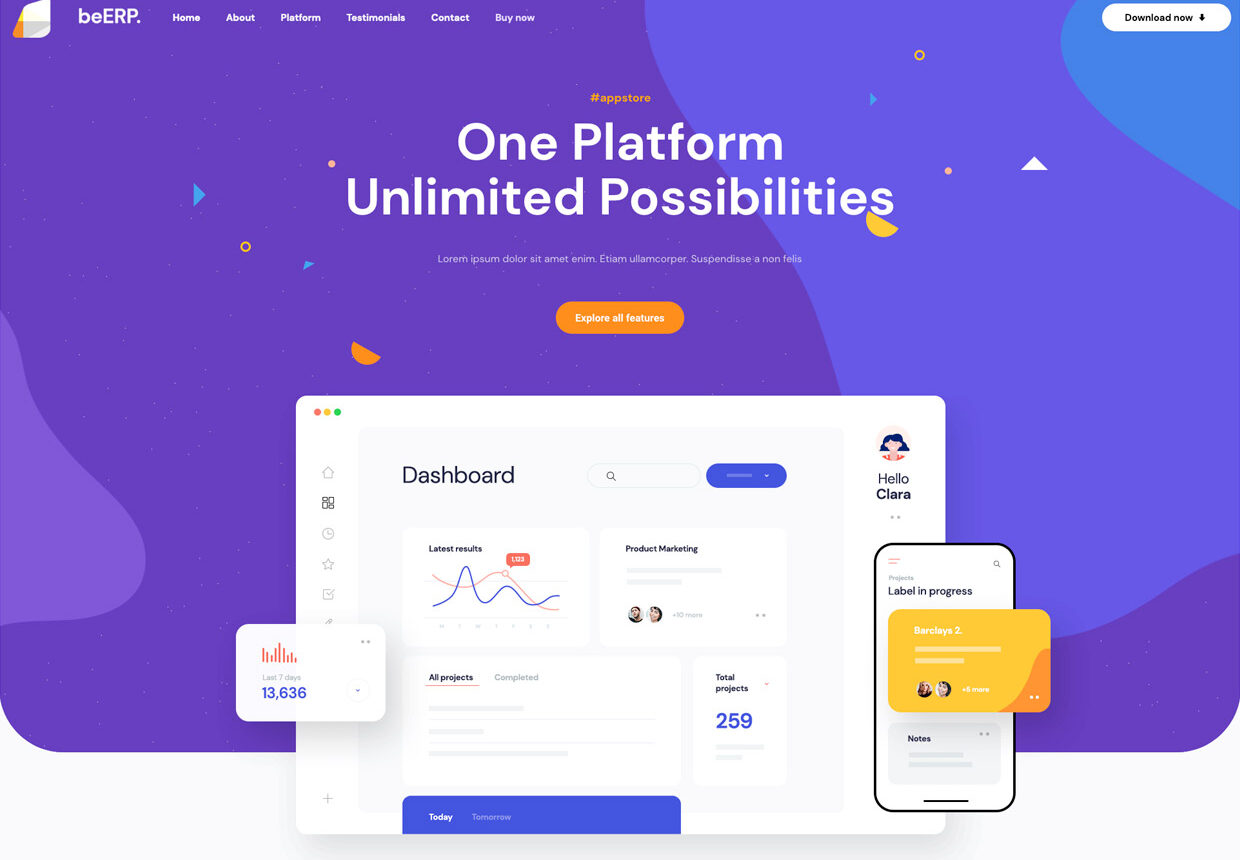 beERP.
Home About Platform Testimonials Contact Buy now
Download now
#appstore
One Platform
Unlimited Possibilities
Lorem ipsum dolor sit amet enim. Etiam ullamcorper. Suspendisse a non felis
Explore all features
Dashboard
Hello
Clara
Latest results
1,123
M T W T F S S
Product Marketing
+10 more
Last 7 days
13,636
All projects Completed
Total
projects
259
Today Tomorrow
Projects
Label in progress
Barclays 2.
+5 more
Notes